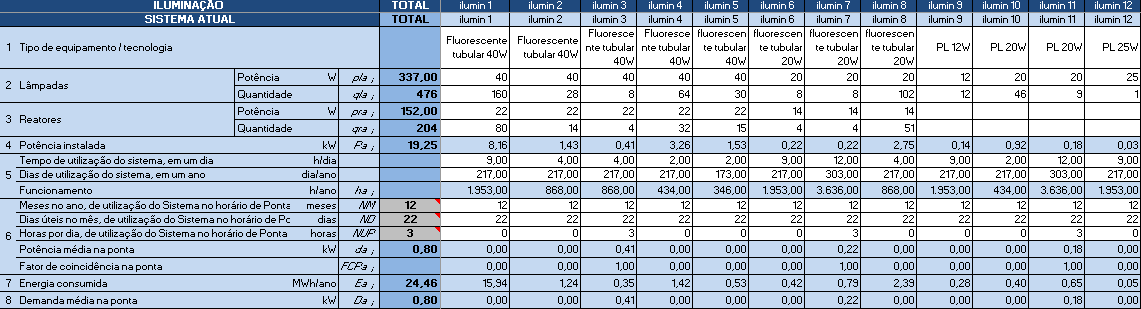 ILUMINAÇÃO TOTAL ilumin 1 ilumin 2 ilumin 3 ilumin 4 ilumin 5 ilumin 6 ilumin 7 ilumin 8 ilumin 9 ilumin 10 ilumin 11 ilumin 12
SISTEMA ATUAL TOTAL ilumin 1 ilumin 2 ilumin 3 ilumin 4 ilumin 5 ilumin 6 ilumin 7 ilumin 8 ilumin 9 ilumin 10 ilumin 11 ilumin 12
1 Tipo de equipamento / tecnologia Fluorescente tubular 40W Fluorescente tubular 40W Fluoresce nte tubular 40W Fluoresce nte tubular 40W fluorescen te tubular 40W fluorescen te tubular 20W fluorescen te tubular 20W fluorescen te tubular 20W PL 12W PL 20W PL 20W PL 25W
2 Lâmpadas Potência W pla ; 337,00 40 40 40 40 40 20 20 20 12 20 20 25
Quantidade qla ; 476 160 28 8 64 30 8 8 102 12 46 9 1
3 Reatores Potência W pra ; 152,00 22 22 22 22 22 14 14 14
Quantidade qra ; 204 80 14 4 32 15 4 4 51
4 Potência instalada kW Pa ; 19,25 8,16 1,43 0,41 3,26 1,53 0,22 0,22 2,75 0,14 0,92 0,18 0,03
5 Tempo de utilização do sistema, em um dia h/dia 9,00 4,00 4,00 2,00 2,00 9,00 12,00 4,00 9,00 2,00 12,00 9,00
Dias de utilização do sistema, em um ano dia/ano 217,00 217,00 217,00 217,00 173,00 217,00 303,00 217,00 217,00 217,00 303,00 217,00
Funcionamento h/ano ha ; 1.953,00 868,00 868,00 434,00 346,00 1.953,00 3.636,00 868,00 1.953,00 434,00 3.636,00 1.953,00
6 Meses no ano, de utilização do Sistema no horário de Ponta meses NM 12 12 12 12 12 12 12 12 12 12 12 12 12
Dias úteis no mês, de utilização do Sistema no horário de Pc dias ND 22 22 22 22 22 22 22 22 22 22 22 22 22
Horas por dia, de utilização do Sistema no horário de Ponta horas NUP 3 0 0 3 0 0 0 3 0 0 0 3 0
Potência média na ponta kW da ; 0,80 0,00 0,00 0,41 0,00 0,00 0,00 0,22 0,00 0,00 0,00 0,18 0,00
Fator de coincidência na ponta FCPa ; 0,00 0,00 1,00 0,00 0,00 0,00 1,00 0,00 0,00 0,00 1,00 0,00
7 Energia consumida MWh/ano Ea ; 24,46 15,94 1,24 0,35 1,42 0,53 0,42 0,79 2,39 0,28 0,40 0,65 0,05
8 Demanda média na ponta kW Da ; 0,80 0,00 0,00 0,41 0,00 0,00 0,00 0,22 0,00 0,00 0,00 0,18 0,00